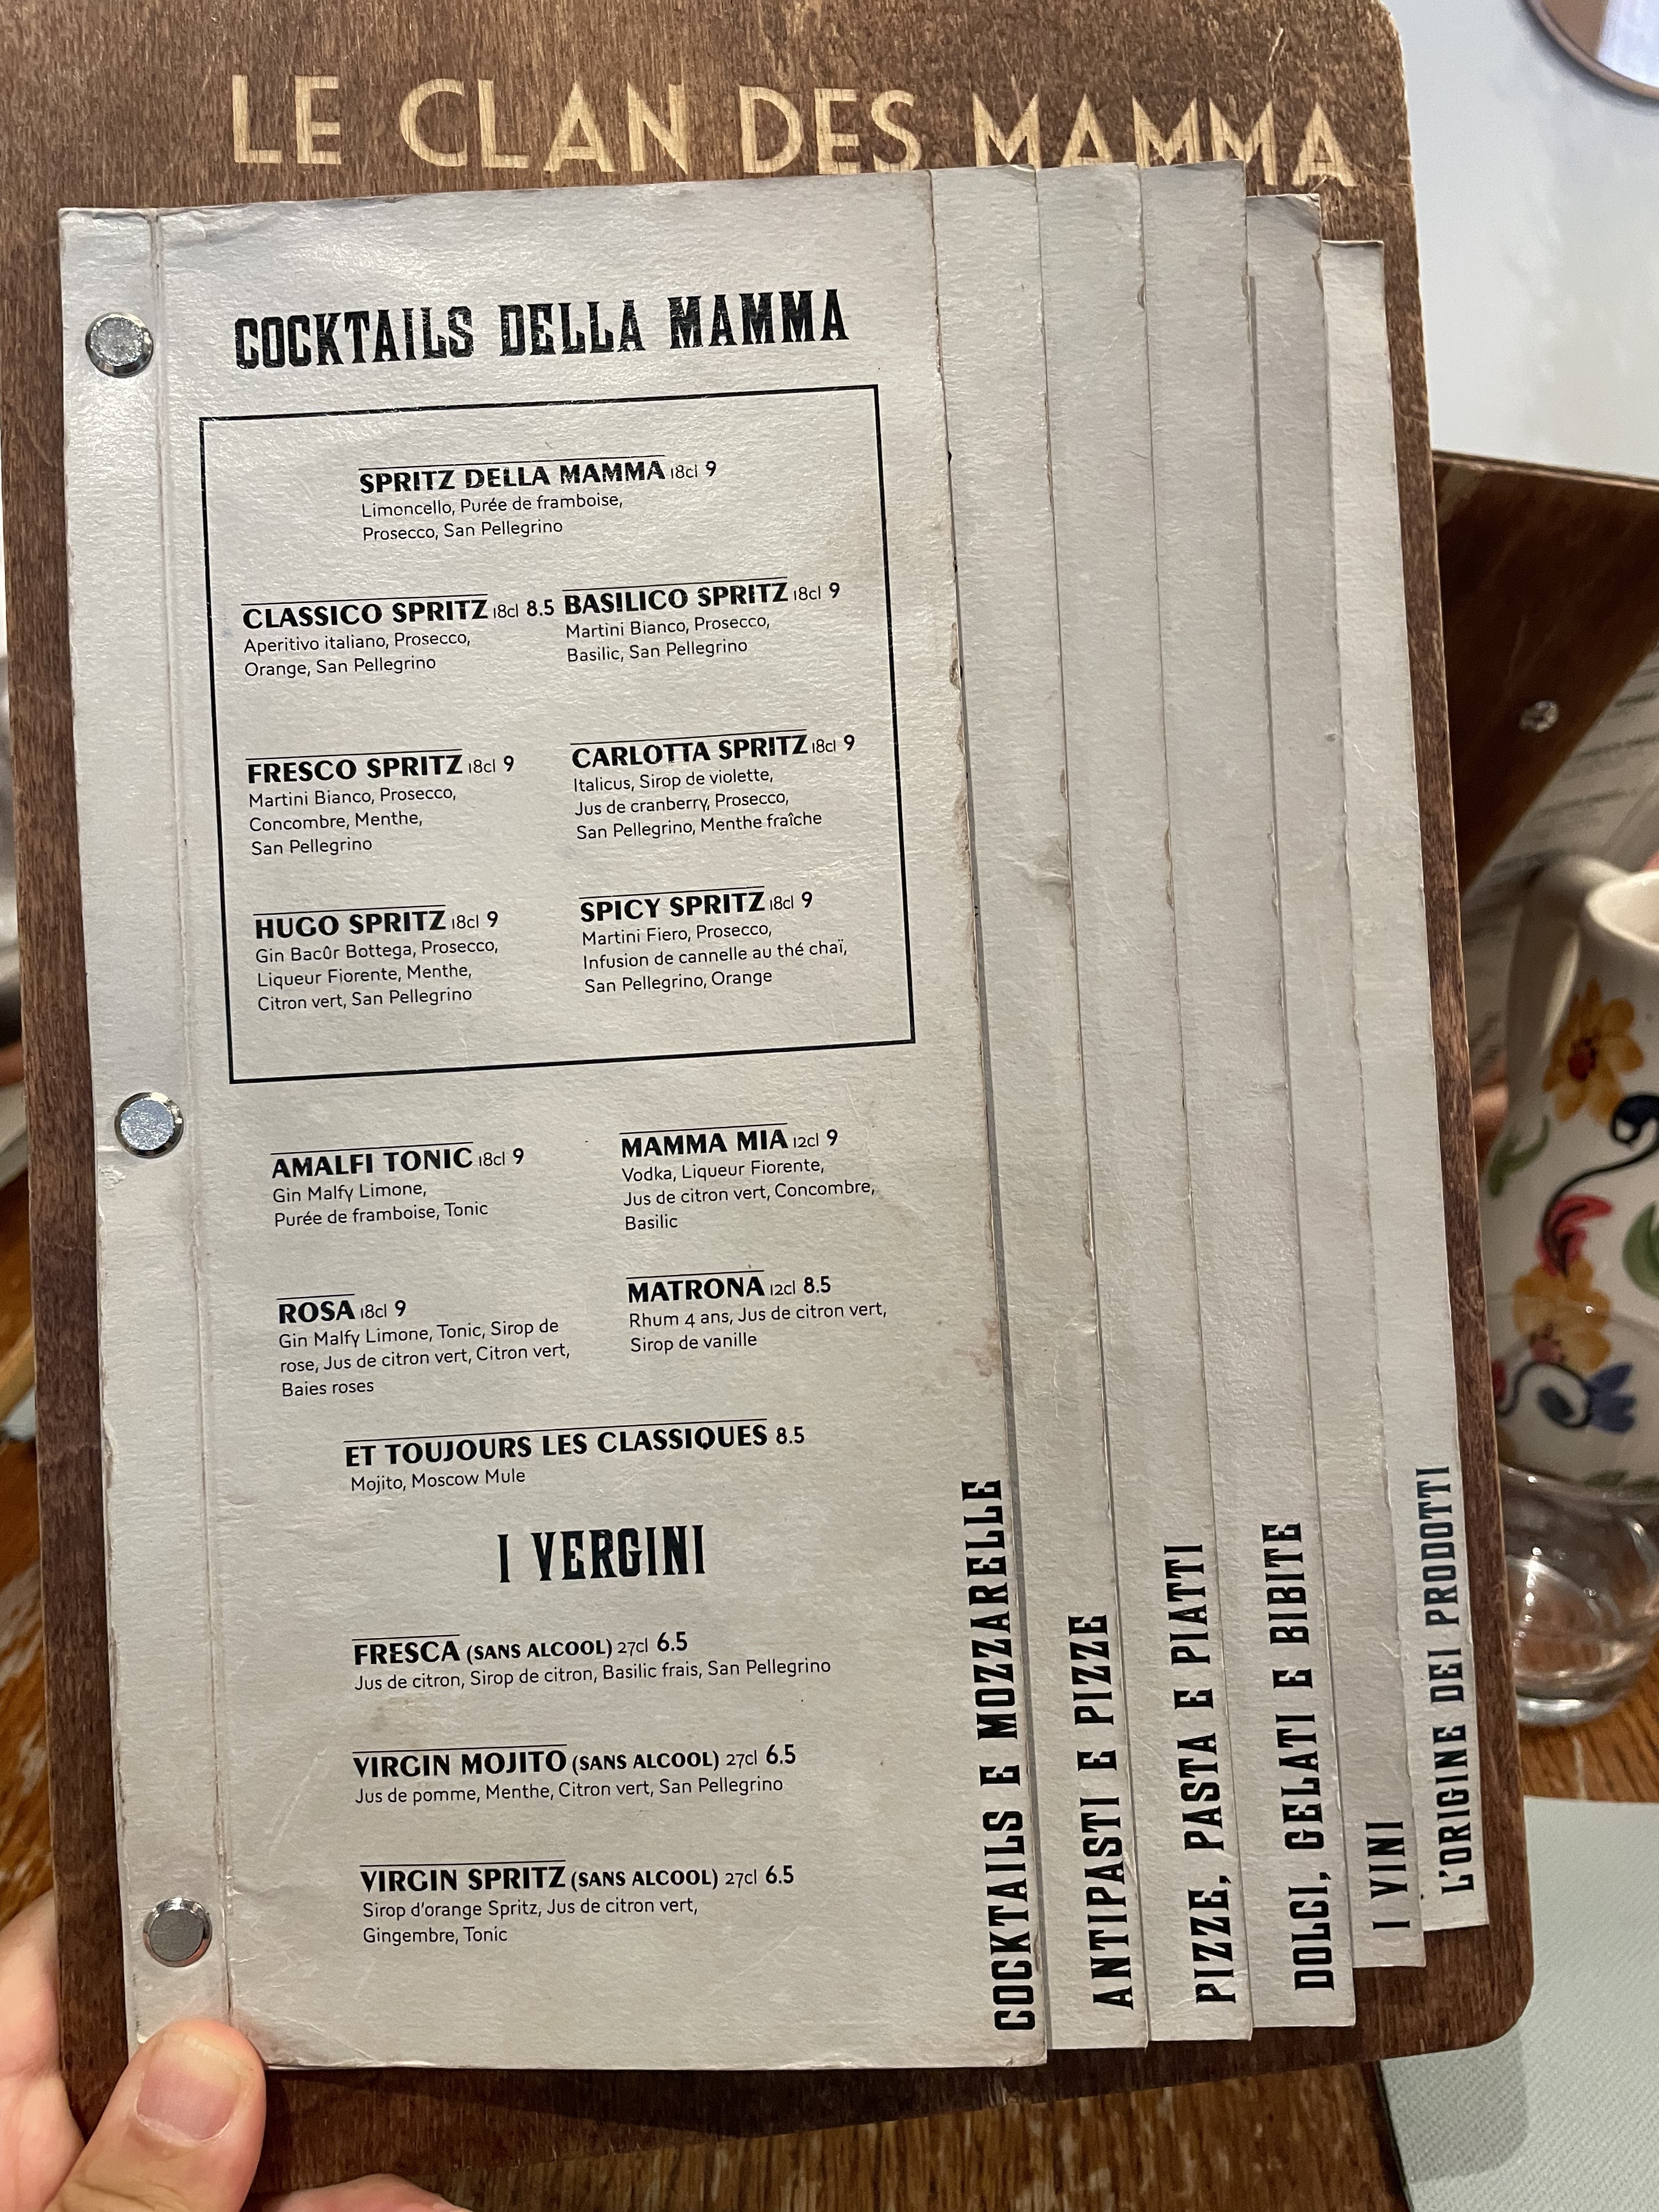 LE CLAN DES MAMMA
COCKTAILS DELLA MAMMA
SPRITZ DELLA MAMMA 18cl 9
Limoncello, Purée de framboise,
Prosecco, San Pellegrino
CLASSICO SPRITZ 18cl 8.5
Aperitivo italiano, Prosecco,
Orange, San Pellegrino
BASILICO SPRITZ 18cl 9
Martini Bianco, Prosecco,
Basilic, San Pellegrino
FRESCO SPRITZ 18cl 9
Martini Bianco, Prosecco,
Concombre, Menthe,
San Pellegrino
CARLOTTA SPRITZ 18cl 9
Italicus, Sirop de violette,
Jus de cranberry, Prosecco,
San Pellegrino, Menthe fraîche
HUGO SPRITZ 18cl 9
Gin Bacûr Bottega, Prosecco,
Liqueur Fiorente, Menthe,
Citron vert, San Pellegrino
SPICY SPRITZ 18cl 9
Martini Fiero, Prosecco,
Infusion de cannelle au thé chaï,
San Pellegrino, Orange
AMALFI TONIC 18cl 9
Gin Malfy Limone,
Purée de framboise, Tonic
MAMMA MIA 12cl 9
Vodka, Liqueur Fiorente,
Jus de citron vert, Concombre,
Basilic
ROSA 18cl 9
Gin Malfy Limone, Tonic, Sirop de
rose, Jus de citron vert, Citron vert,
Baies roses
MATRONA 12cl 8.5
Rhum 4 ans, Jus de citron vert,
Sirop de vanille
ET TOUJOURS LES CLASSIQUES 8.5
Mojito, Moscow Mule
I VERGINI
FRESCA (SANS ALCOOL) 27cl 6.5
Jus de citron, Sirop de citron, Basilic frais, San Pellegrino
VIRGIN MOJITO (SANS ALCOOL) 27cl 6.5
Jus de pomme, Menthe, Citron vert, San Pellegrino
VIRGIN SPRITZ (SANS ALCOOL) 27cl 6.5
Sirop d'orange Spritz, Jus de citron vert,
Gingembre, Tonic
COCKTAILS E MOZZARELLE
ANTIPASTI E PIZZE
PIZZE, PASTA E PIATTI
DOLCI, GELATI E BIBITE
I VINI
L'ORIGINE DEI PRODOTTI